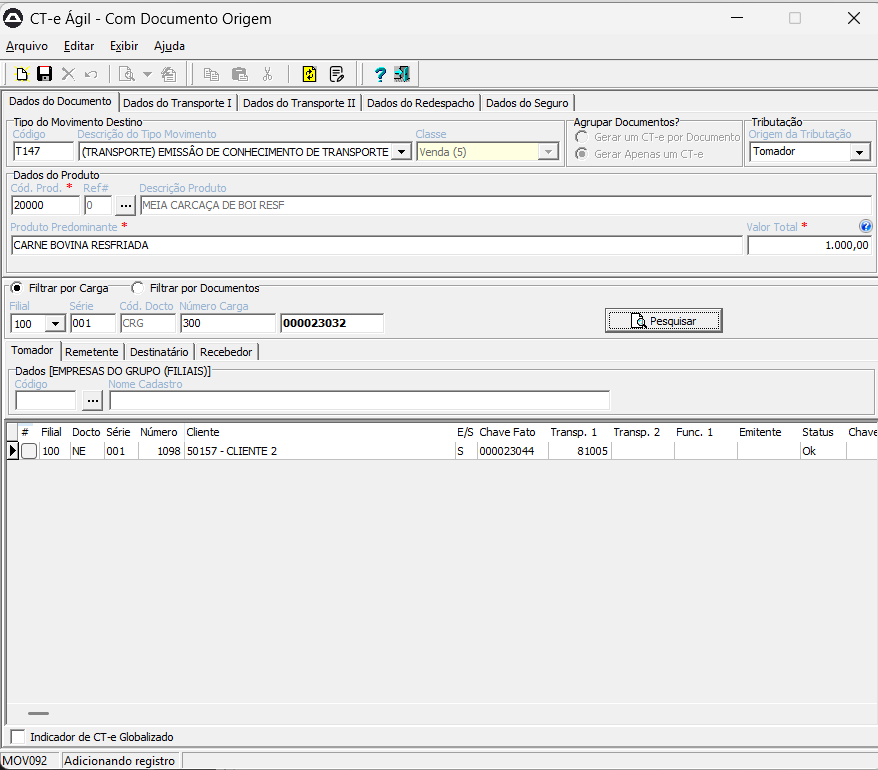 CT-e Ágil - Com Documento Origem
Arquivo Editar Exibir Ajuda
Dados do Documento Dados do Transporte I Dados do Transporte II Dados do Redespacho Dados do Seguro
Tipo do Movimento Destino Agrupar Documentos? Tributação
Código Descrição do Tipo Movimento Classe Gerar um CT-e por Documento Origem da Tributação
T147 (TRANSPORTE) EMISSÃO DE CONHECIMENTO DE TRANSPORTE Venda (5) Gerar Apenas um CT-e Tomador
Dados do Produto
Cód. Prod. * Ref# Descrição Produto
20000 0 ... MEIA CARCAÇA DE BOI RESF
Produto Predominante * Valor Total *
CARNE BOVINA RESFRIADA 1.000,00
Filtrar por Carga Filtrar por Documentos
Filial Série Cód. Docto Número Carga
100 001 CRG 300 000023032 Pesquisar
Tomador Remetente Destinatário Recebedor
Dados [EMPRESAS DO GRUPO (FILIAIS)]
Código Nome Cadastro
...
# Filial Docto Série Número Cliente E/S Chave Fato Transp. 1 Transp. 2 Func. 1 Emitente Status Chave
100 NE 001 1098 50157 - CLIENTE 2 S 000023044 81005 Ok
Indicador de CT-e Globalizado
MOV092 Adicionando registro